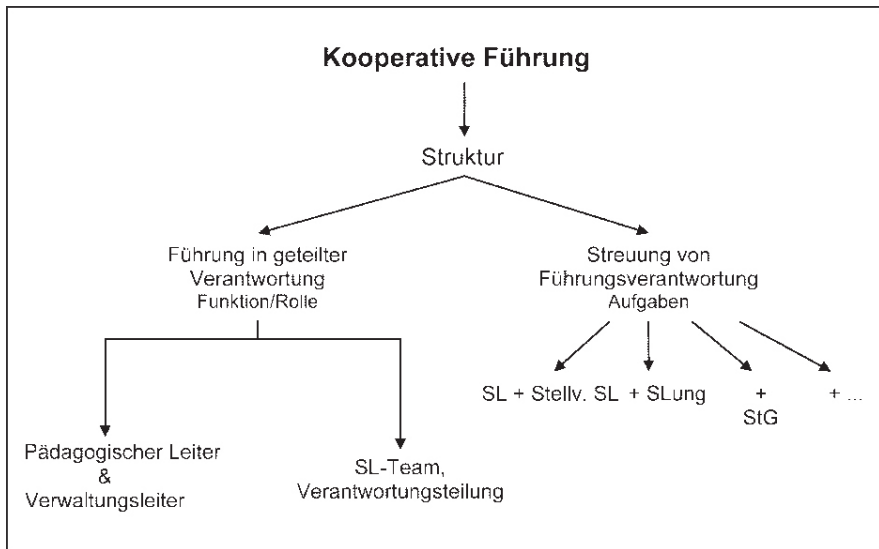 Kooperative Führung
Struktur
Führung in geteilter
Verantwortung
Funktion/Rolle
Streuung von
Führungsverantwortung
Aufgaben
SL + Stellv. SL + SLung + + ...
StG
Pädagogischer Leiter
&
Verwaltungsleiter
SL-Team,
Verantwortungsteilung